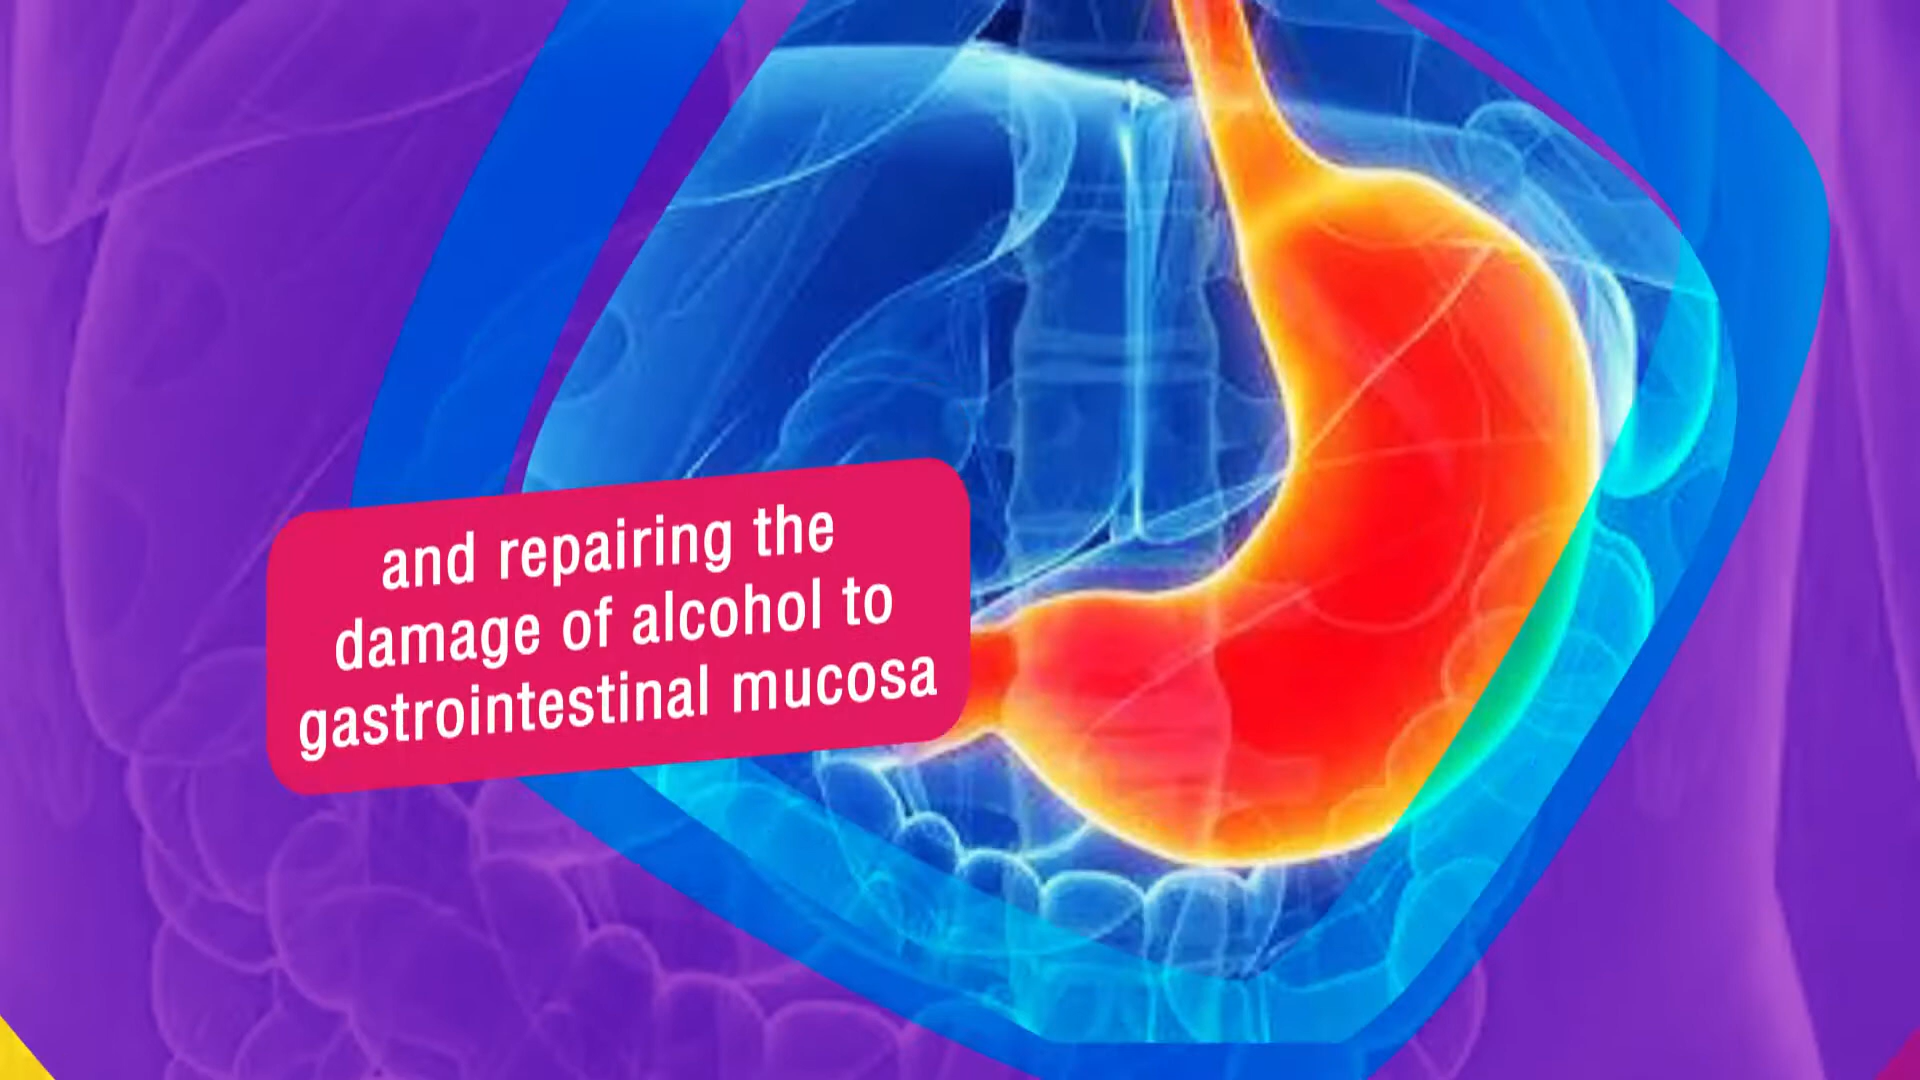 and repairing the
damage of alcohol to
gastrointestinal mucosa